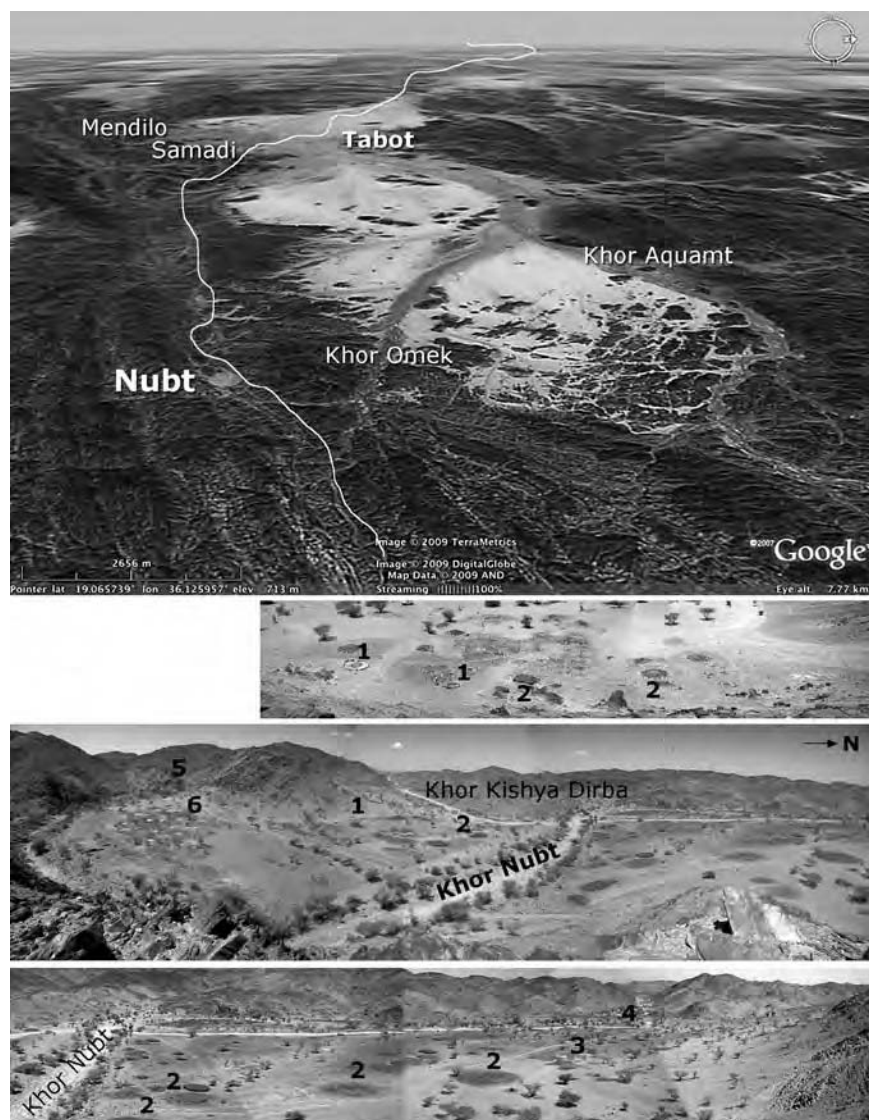 N
Mendilo
Samadi
Tabot
Khor Aquamt
Khor Omek
Nubt
Image © 2009 TerraMetrics
Image © 2009 DigitalGlobe
Map Data © 2009 AND
©2007 Google
2656 m
Pointer lat 19.065739° lon 36.125957° elev 713 m
Streaming 100%
Eye alt 7.77 km
1
1
2
2
N
5
6
1
Khor Kishya Dirba
2
Khor Nubt
4
3
Khor Nubt
2
2
2
2